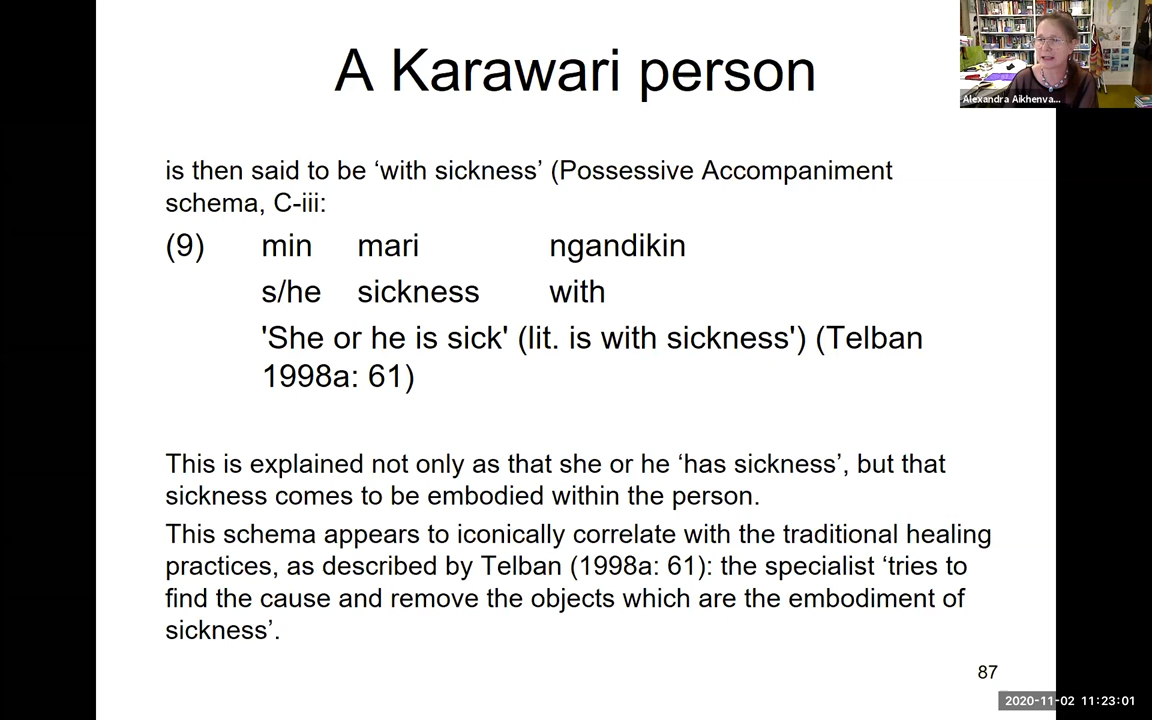 A Karawari person
Alexandra Aikhenva...
is then said to be ‘with sickness’ (Possessive Accompaniment
schema, C-iii:
(9) min mari ngandikin
s/he sickness with
'She or he is sick' (lit. is with sickness') (Telban
1998a: 61)
This is explained not only as that she or he ‘has sickness’, but that
sickness comes to be embodied within the person.
This schema appears to iconically correlate with the traditional healing
practices, as described by Telban (1998a: 61): the specialist ‘tries to
find the cause and remove the objects which are the embodiment of
sickness’.
87
2020-11-02 11:23:01